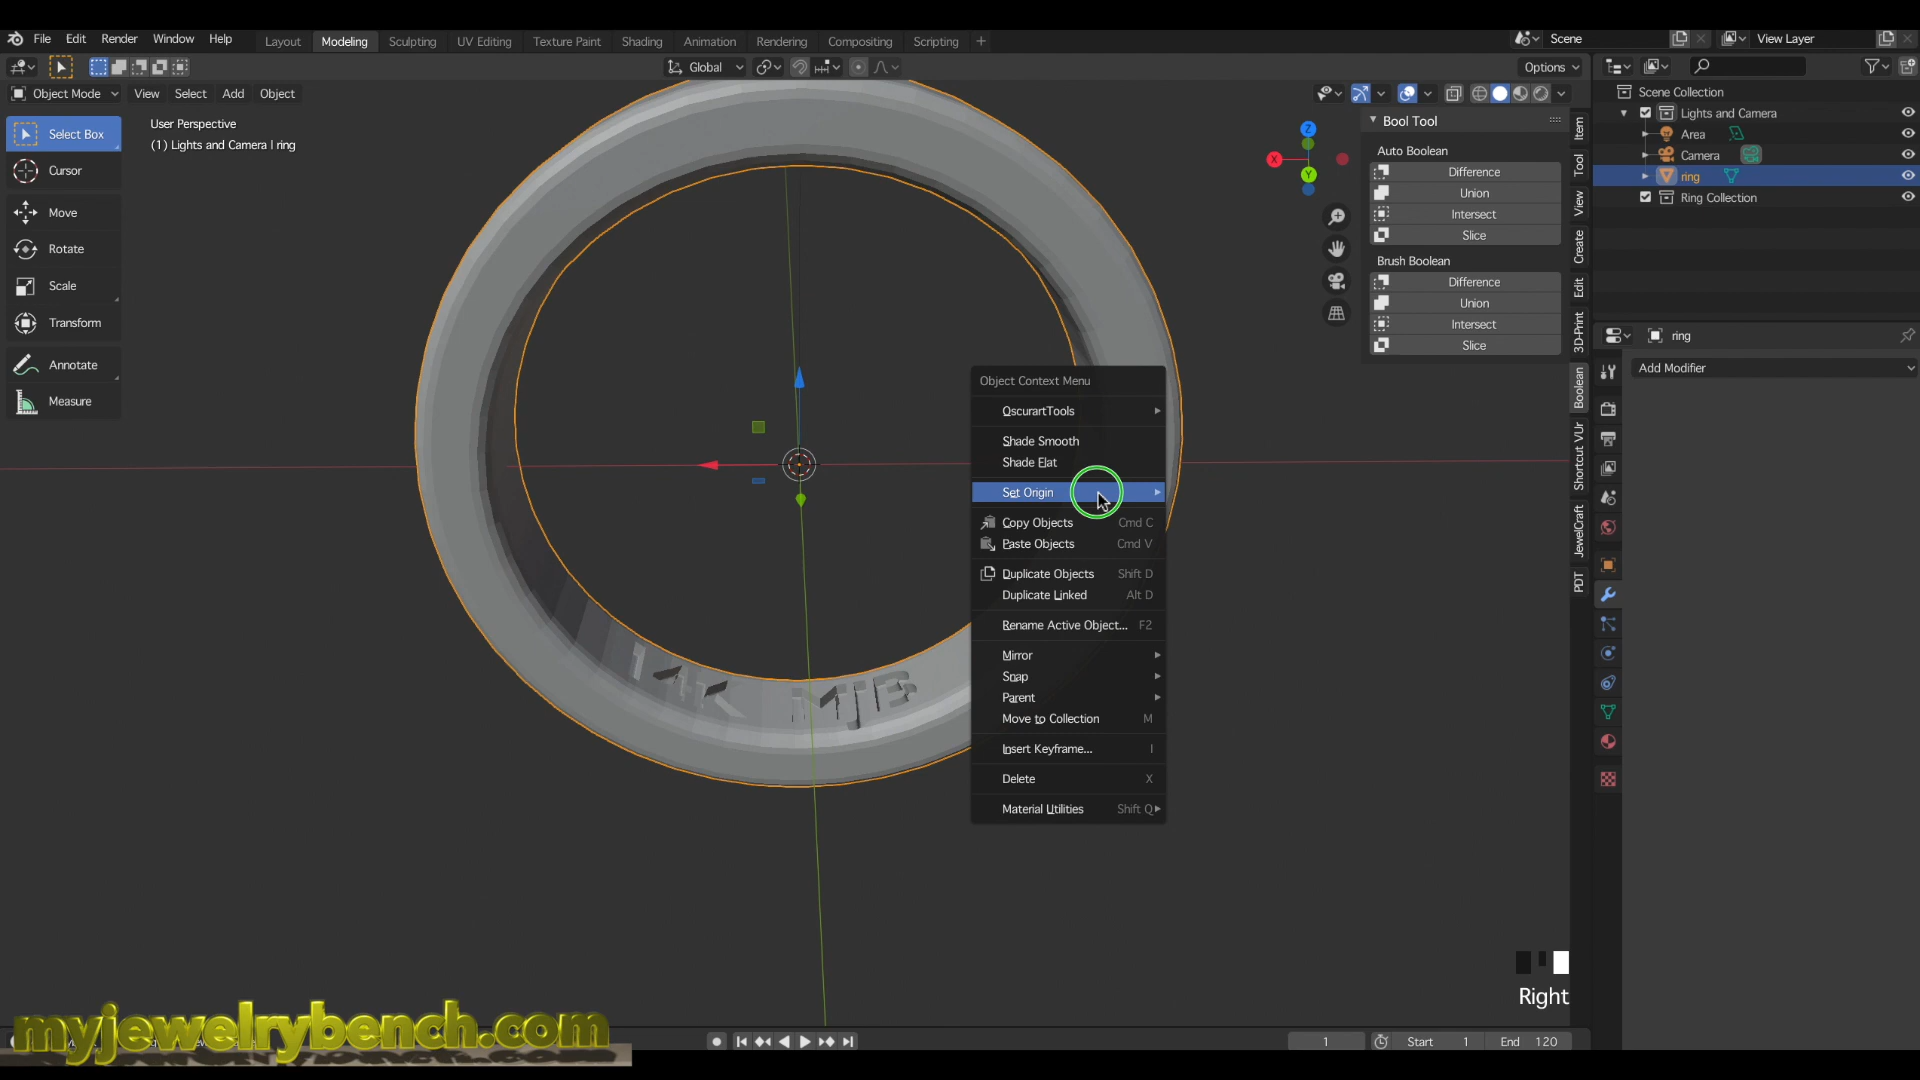 File Edit Render Window Help
Layout Modeling Sculpting UV Editing Texture Paint Shading Animation Rendering Compositing Scripting +
Scene
View Layer
Global
Options
Object Mode View Select Add Object
Select Box
Cursor
Move
Rotate
Scale
Transform
Annotate
Measure
User Perspective
(1) Lights and Camera | ring
Z
X
Y
14K MJB
Object Context Menu
OscurartTools
Shade Smooth
Shade Flat
Set Origin
Copy Objects Cmd C
Paste Objects Cmd V
Duplicate Objects Shift D
Duplicate Linked Alt D
Rename Active Object... F2
Mirror
Snap
Parent
Move to Collection M
Insert Keyframe... I
Delete X
Material Utilities Shift Q
Bool Tool
Auto Boolean
Difference
Union
Intersect
Slice
Brush Boolean
Difference
Union
Intersect
Slice
Item
Tool
View
Create
Edit
3D-Print
Boolean
Shortcut VUr
JewelCraft
PDT
Scene Collection
Lights and Camera
Area
Camera
ring
Ring Collection
ring
Add Modifier
Right
myjewelrybench.com
1
Start 1
End 120